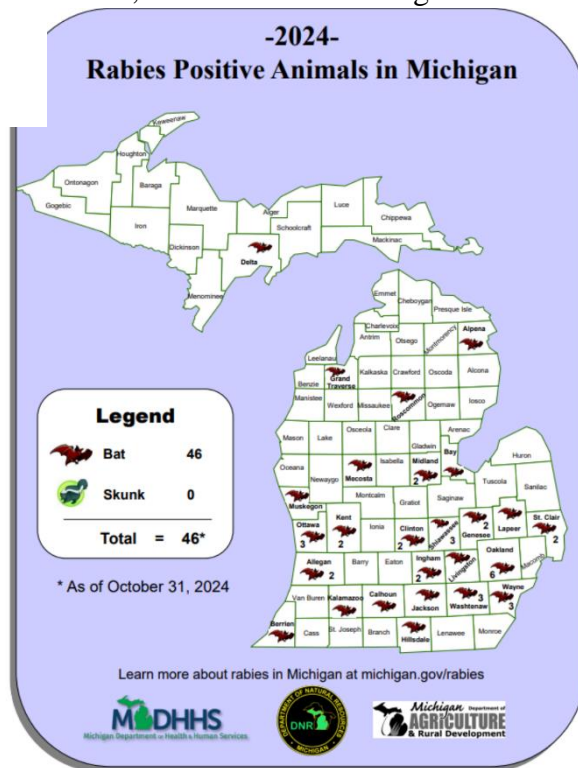 -2024-
Rabies Positive Animals in Michigan
Keweenaw
Houghton
Ontonagon
Baraga
Gogebic
Marquette
Luce
Alger
Chippewa
Schoolcraft
Iron
Mackinac
Dickinson
Delta
Menominee
Emmet
Cheboygan
Presque Isle
Charlevoix
Antrim
Otsego
Montmorency
Alpena
Leelanau
Benzie
Grand
Traverse
Kalkaska
Crawford
Oscoda
Alcona
Manistee
Wexford
Missaukee
Roscommon
Ogemaw
Iosco
Mason
Lake
Osceola
Clare
Gladwin
Arenac
Oceana
Newaygo
Mecosta
Isabella
Midland
2
Bay
Huron
Tuscola
Sanilac
Muskegon
Montcalm
Gratiot
Saginaw
Ottawa
3
Kent
2
Ionia
Clinton
2
Shiawassee
3
Genesee
2
Lapeer
St. Clair
2
Allegan
2
Barry
Eaton
Ingham
2
Livingston
Oakland
6
Macomb
Van Buren
Kalamazoo
Calhoun
Jackson
Washtenaw
3
Wayne
3
Berrien
Cass
St. Joseph
Branch
Hillsdale
Lenawee
Monroe
Legend
Bat 46
Skunk 0
Total = 46*
* As of October 31, 2024
Learn more about rabies in Michigan at michigan.gov/rabies
MDHHS
Michigan Department of Health & Human Services
DEPARTMENT OF NATURAL RESOURCES
DNR
MICHIGAN
Michigan Department of
AGRICULTURE
& Rural Development